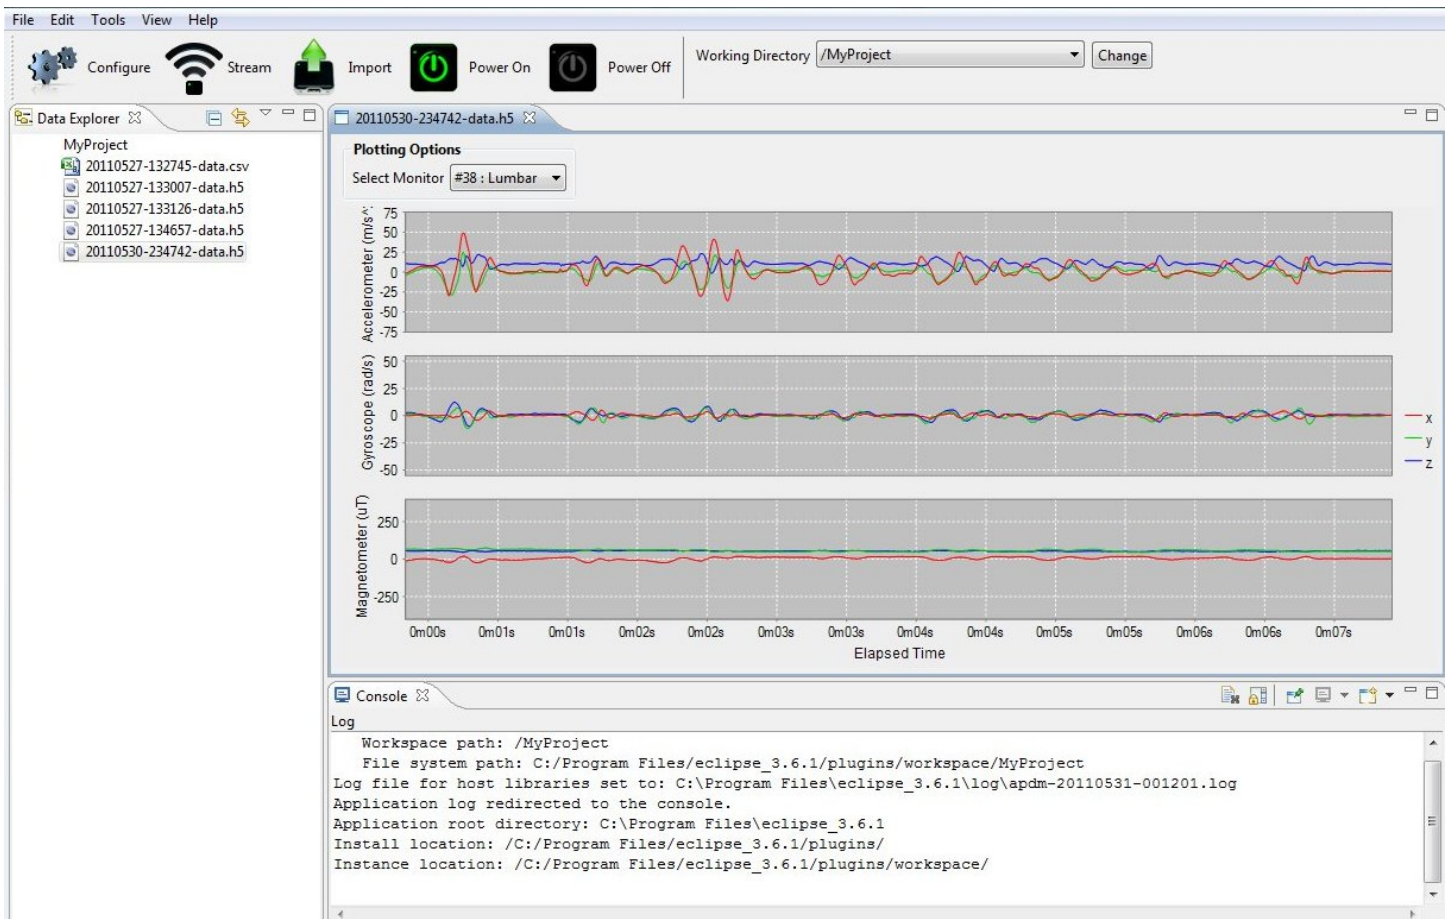 File Edit Tools View Help
Configure Stream Import Power On Power Off Working Directory /MyProject Change
Data Explorer
MyProject
20110527-132745-data.csv
20110527-133007-data.h5
20110527-133126-data.h5
20110527-134657-data.h5
20110530-234742-data.h5
20110530-234742-data.h5
Plotting Options
Select Monitor #38 : Lumbar
Accelerometer (m/s^
75
50
25
0
-25
-50
-75
Gyroscope (rad/s)
50
25
0
-25
-50
Magnetometer (uT)
250
0
-250
0m00s 0m01s 0m01s 0m02s 0m02s 0m03s 0m03s 0m04s 0m04s 0m05s 0m05s 0m06s 0m06s 0m07s
Elapsed Time
x
y
z
Console
Log
Workspace path: /MyProject
File system path: C:/Program Files/eclipse_3.6.1/plugins/workspace/MyProject
Log file for host libraries set to: C:\Program Files\eclipse_3.6.1\log\apdm-20110531-001201.log
Application log redirected to the console.
Application root directory: C:\Program Files\eclipse_3.6.1
Install location: /C:/Program Files/eclipse_3.6.1/plugins/
Instance location: /C:/Program Files/eclipse_3.6.1/plugins/workspace/